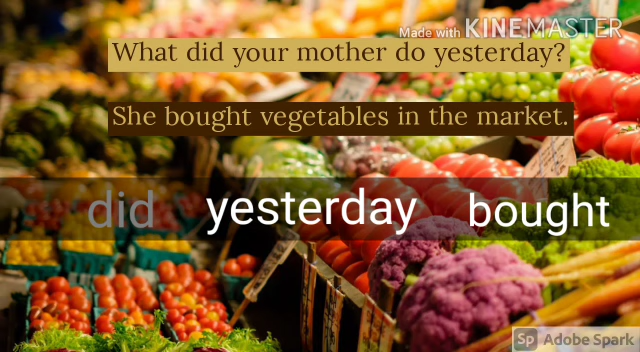 Made with KINEMASTER
What did your mother do yesterday?
She bought vegetables in the market.
did yesterday bought
Sp Adobe Spark